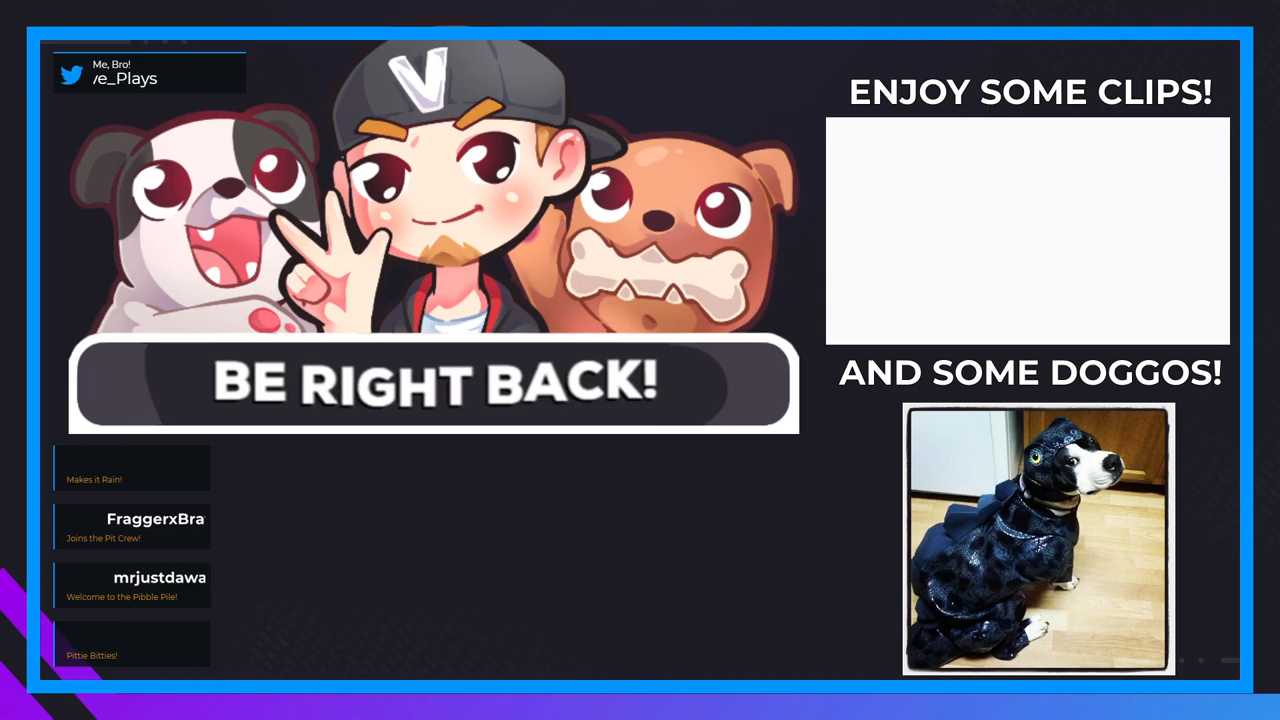 Me, Bro!
/e_Plays
V
ENJOY SOME CLIPS!
BE RIGHT BACK!
AND SOME DOGGOS!
Makes it Rain!
FraggerxBra
Joins the Pit Crew!
mrjustdawa
Welcome to the Pibble Pile!
Pittie Bitties!